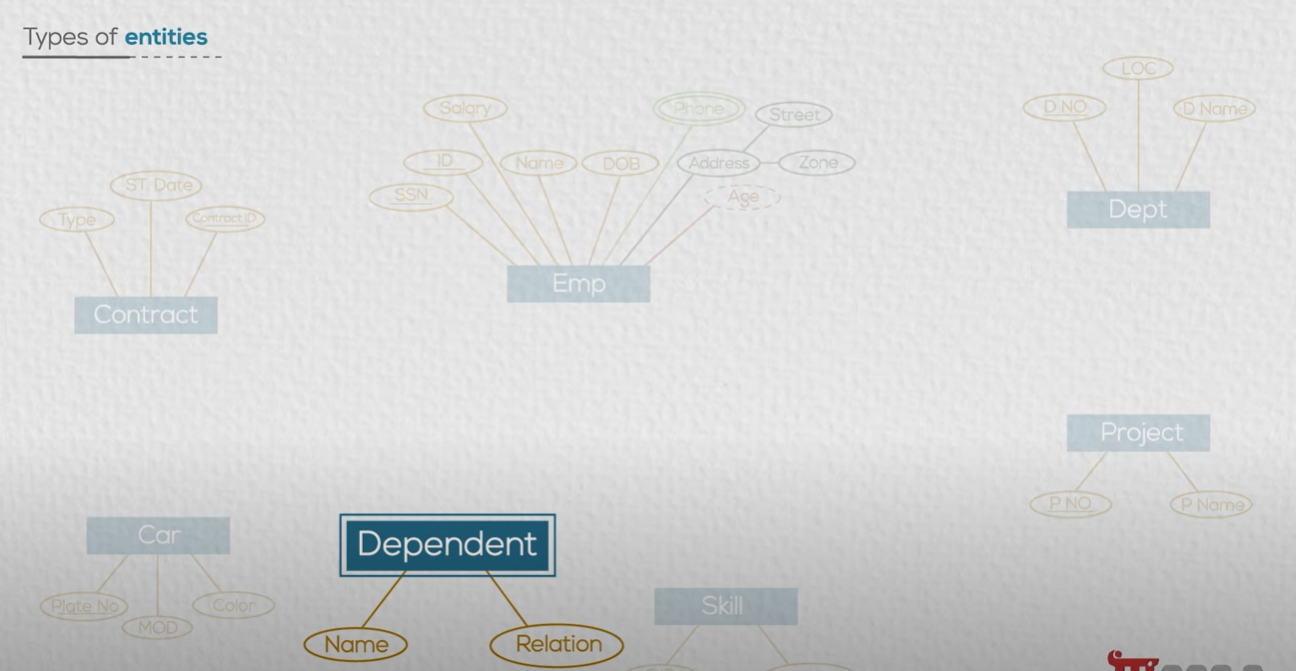 Types of entities
LOC
Salary
Phone
Street
D NO
D Name
ID
Name
DOB
Address
Zone
ST. Date
SSN
Age
Type
Contract ID
Dept
Emp
Contract
Project
P NO
P Name
Car
Dependent
Plate No
Color
MOD
Skill
Name
Relation